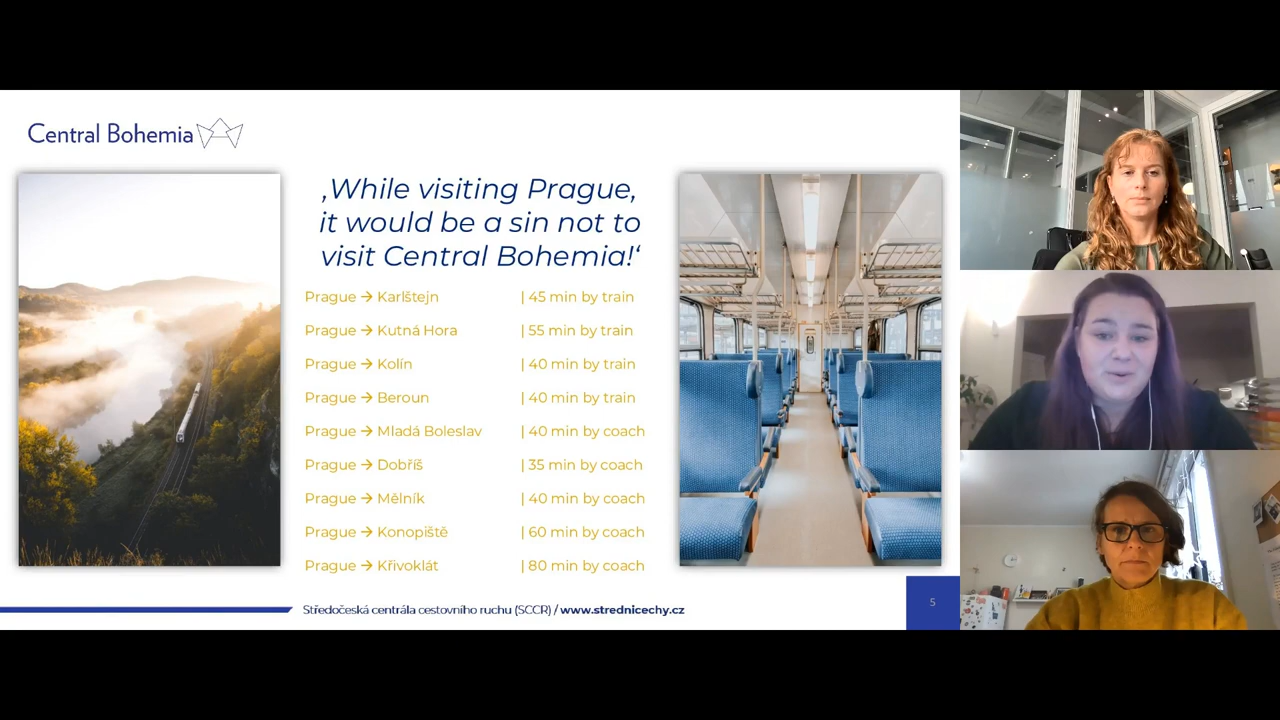 Central Bohemia
‚While visiting Prague,
it would be a sin not to
visit Central Bohemia!‘
Prague → Karlštejn | 45 min by train
Prague → Kutná Hora | 55 min by train
Prague → Kolín | 40 min by train
Prague → Beroun | 40 min by train
Prague → Mladá Boleslav | 40 min by coach
Prague → Dobříš | 35 min by coach
Prague → Mělník | 40 min by coach
Prague → Konopiště | 60 min by coach
Prague → Křivoklát | 80 min by coach
Středočeská centrála cestovního ruchu (SCCR) / www.strednicechy.cz
5